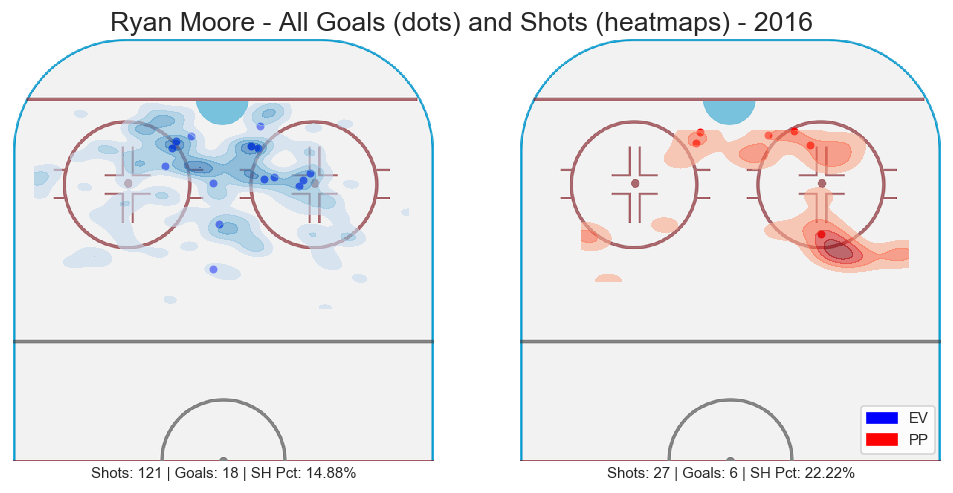 Ryan Moore - All Goals (dots) and Shots (heatmaps) - 2016
EV
PP
Shots: 121 | Goals: 18 | SH Pct: 14.88%
Shots: 27 | Goals: 6 | SH Pct: 22.22%